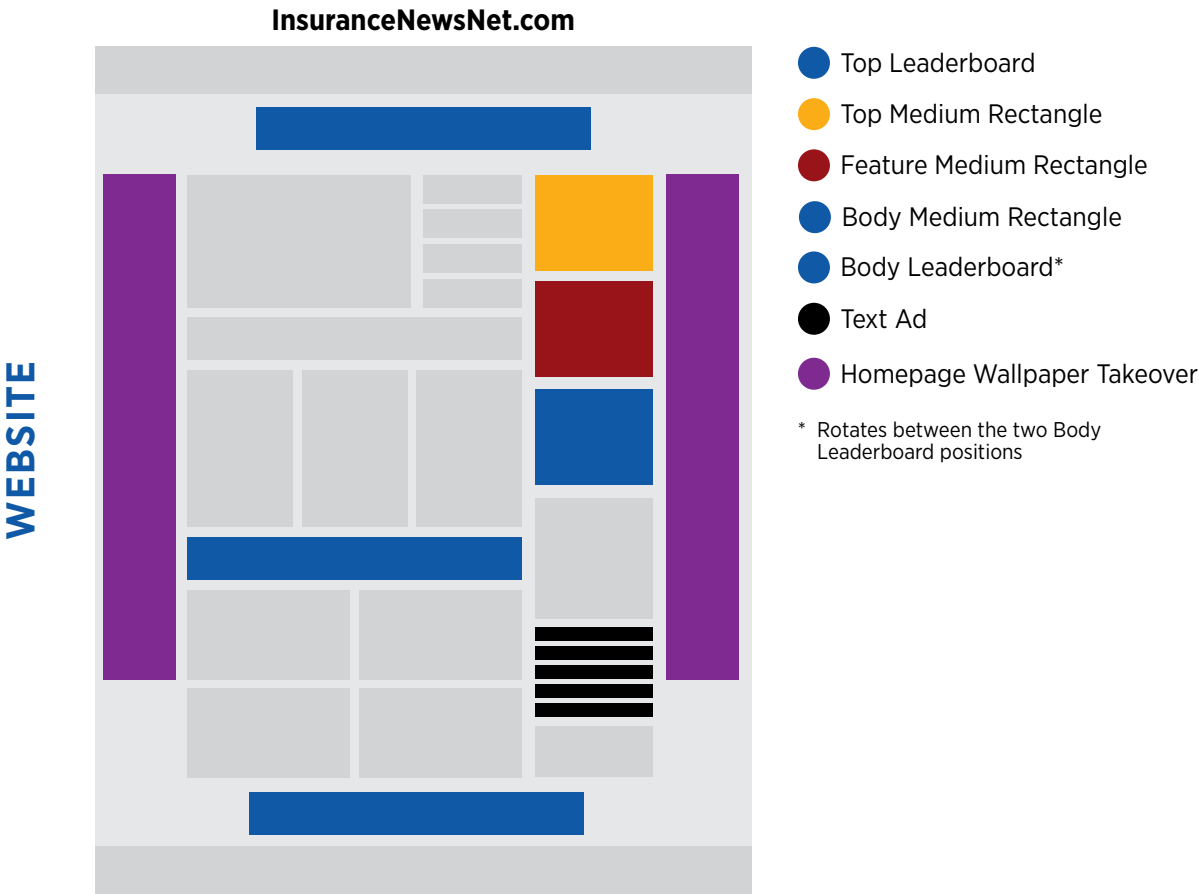 InsuranceNewsNet.com
WEBSITE
Top Leaderboard
Top Medium Rectangle
Feature Medium Rectangle
Body Medium Rectangle
Body Leaderboard*
Text Ad
Homepage Wallpaper Takeover
* Rotates between the two Body
Leaderboard positions